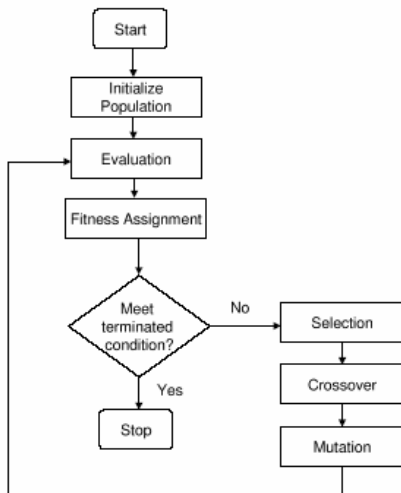 Start
Initialize
Population
Evaluation
Fitness Assignment
Meet
terminated
condition?
No
Yes
Stop
Selection
Crossover
Mutation